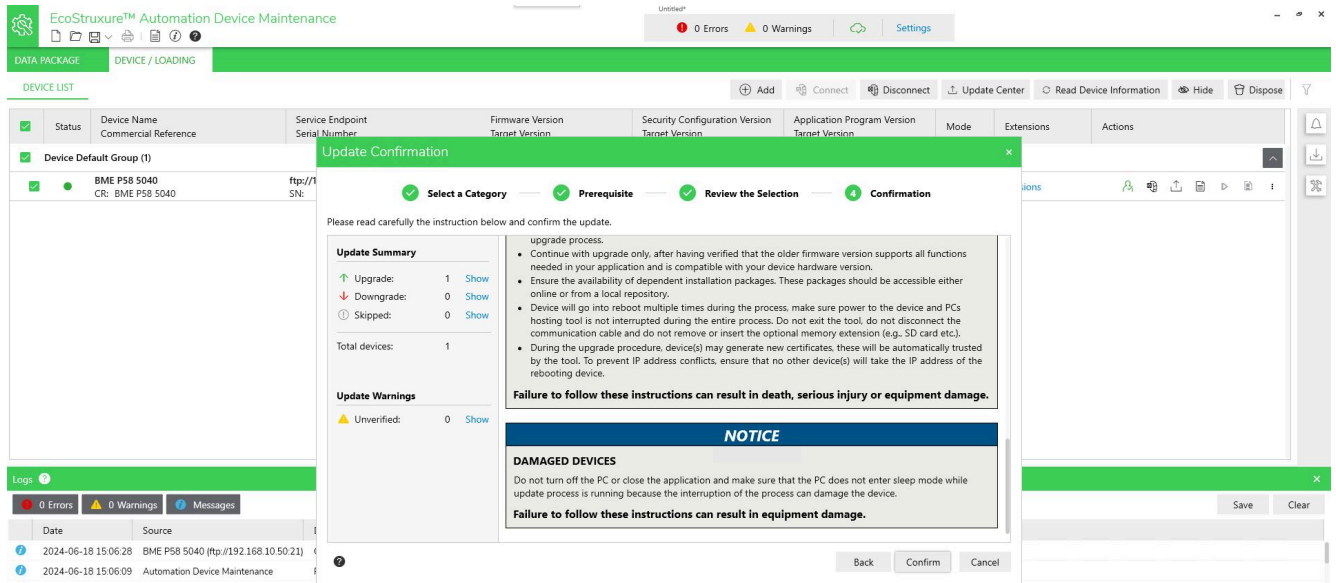 Untitled*
EcoStruxure™ Automation Device Maintenance
0 Errors 0 Warnings Settings
DATA PACKAGE DEVICE / LOADING
DEVICE LIST Add Connect Disconnect Update Center Read Device Information Hide Dispose
Status Device Name Service Endpoint Firmware Version Security Configuration Version Application Program Version Mode Extensions Actions
Commercial Reference Serial Number Target Version Target Version Target Version
Update Confirmation
Device Default Group (1)
BME P58 5040 ftp://1
CR: BME P58 5040 SN:
Select a Category Prerequisite Review the Selection 4 Confirmation
Please read carefully the instruction below and confirm the update.
Update Summary
Upgrade: 1 Show
Downgrade: 0 Show
Skipped: 0 Show
Total devices: 1
Update Warnings
Unverified: 0 Show
upgrade process.
• Continue with upgrade only, after having verified that the older firmware version supports all functions
needed in your application and is compatible with your device hardware version.
• Ensure the availability of dependent installation packages. These packages should be accessible either
online or from a local repository.
• Device will go into reboot multiple times during the process, make sure power to the device and PCs
hosting tool is not interrupted during the entire process. Do not exit the tool, do not disconnect the
communication cable and do not remove or insert the optional memory extension (e.g., SD card etc.).
• During the upgrade procedure, device(s) may generate new certificates, these will be automatically trusted
by the tool. To prevent IP address conflicts, ensure that no other device(s) will take the IP address of the
rebooting device.
Failure to follow these instructions can result in death, serious injury or equipment damage.
NOTICE
DAMAGED DEVICES
Do not turn off the PC or close the application and make sure that the PC does not enter sleep mode while
update process is running because the interruption of the process can damage the device.
Failure to follow these instructions can result in equipment damage.
Back Confirm Cancel
Logs
0 Errors 0 Warnings Messages Save Clear
Date Source
2024-06-18 15:06:28 BME P58 5040 (ftp://192.168.10.50:21)
2024-06-18 15:06:09 Automation Device Maintenance